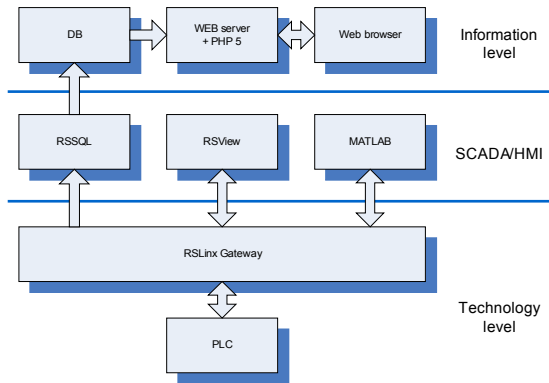 DB
WEB server
+ PHP 5
Web browser
Information
level
RSSQL
RSView
MATLAB
SCADA/HMI
RSLinx Gateway
Technology
level
PLC